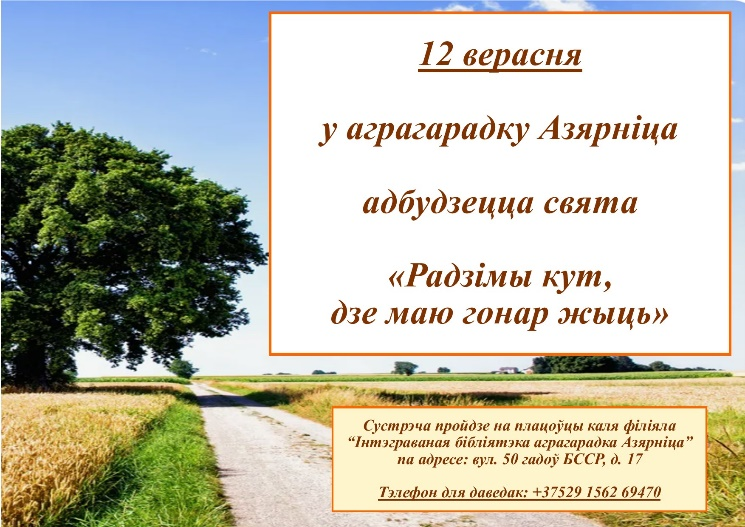 12 верасня
у аграгарадку Азярніца
адбудзецца свята
«Радзімы кут,
дзе маю гонар жыць»
Сустрэча пройдзе на плацоўцы каля філіяла
“Інтэграваная бібліятэка аграгарадка Азярніца”
па адресе: вул. 50 гадоў БССР, д. 17
Тэлефон для даведак: +37529 1562 69470